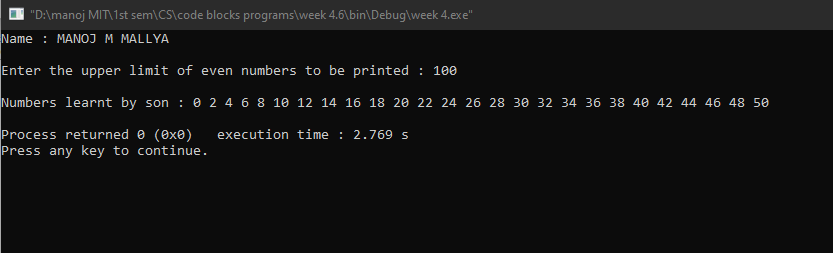 "D:\manoj MIT\1st sem\CS\code blocks programs\week 4.6\bin\Debug\week 4.exe"
Name : MANOJ M MALLYA
Enter the upper limit of even numbers to be printed : 100
Numbers learnt by son : 0 2 4 6 8 10 12 14 16 18 20 22 24 26 28 30 32 34 36 38 40 42 44 46 48 50
Process returned 0 (0x0)   execution time : 2.769 s
Press any key to continue.